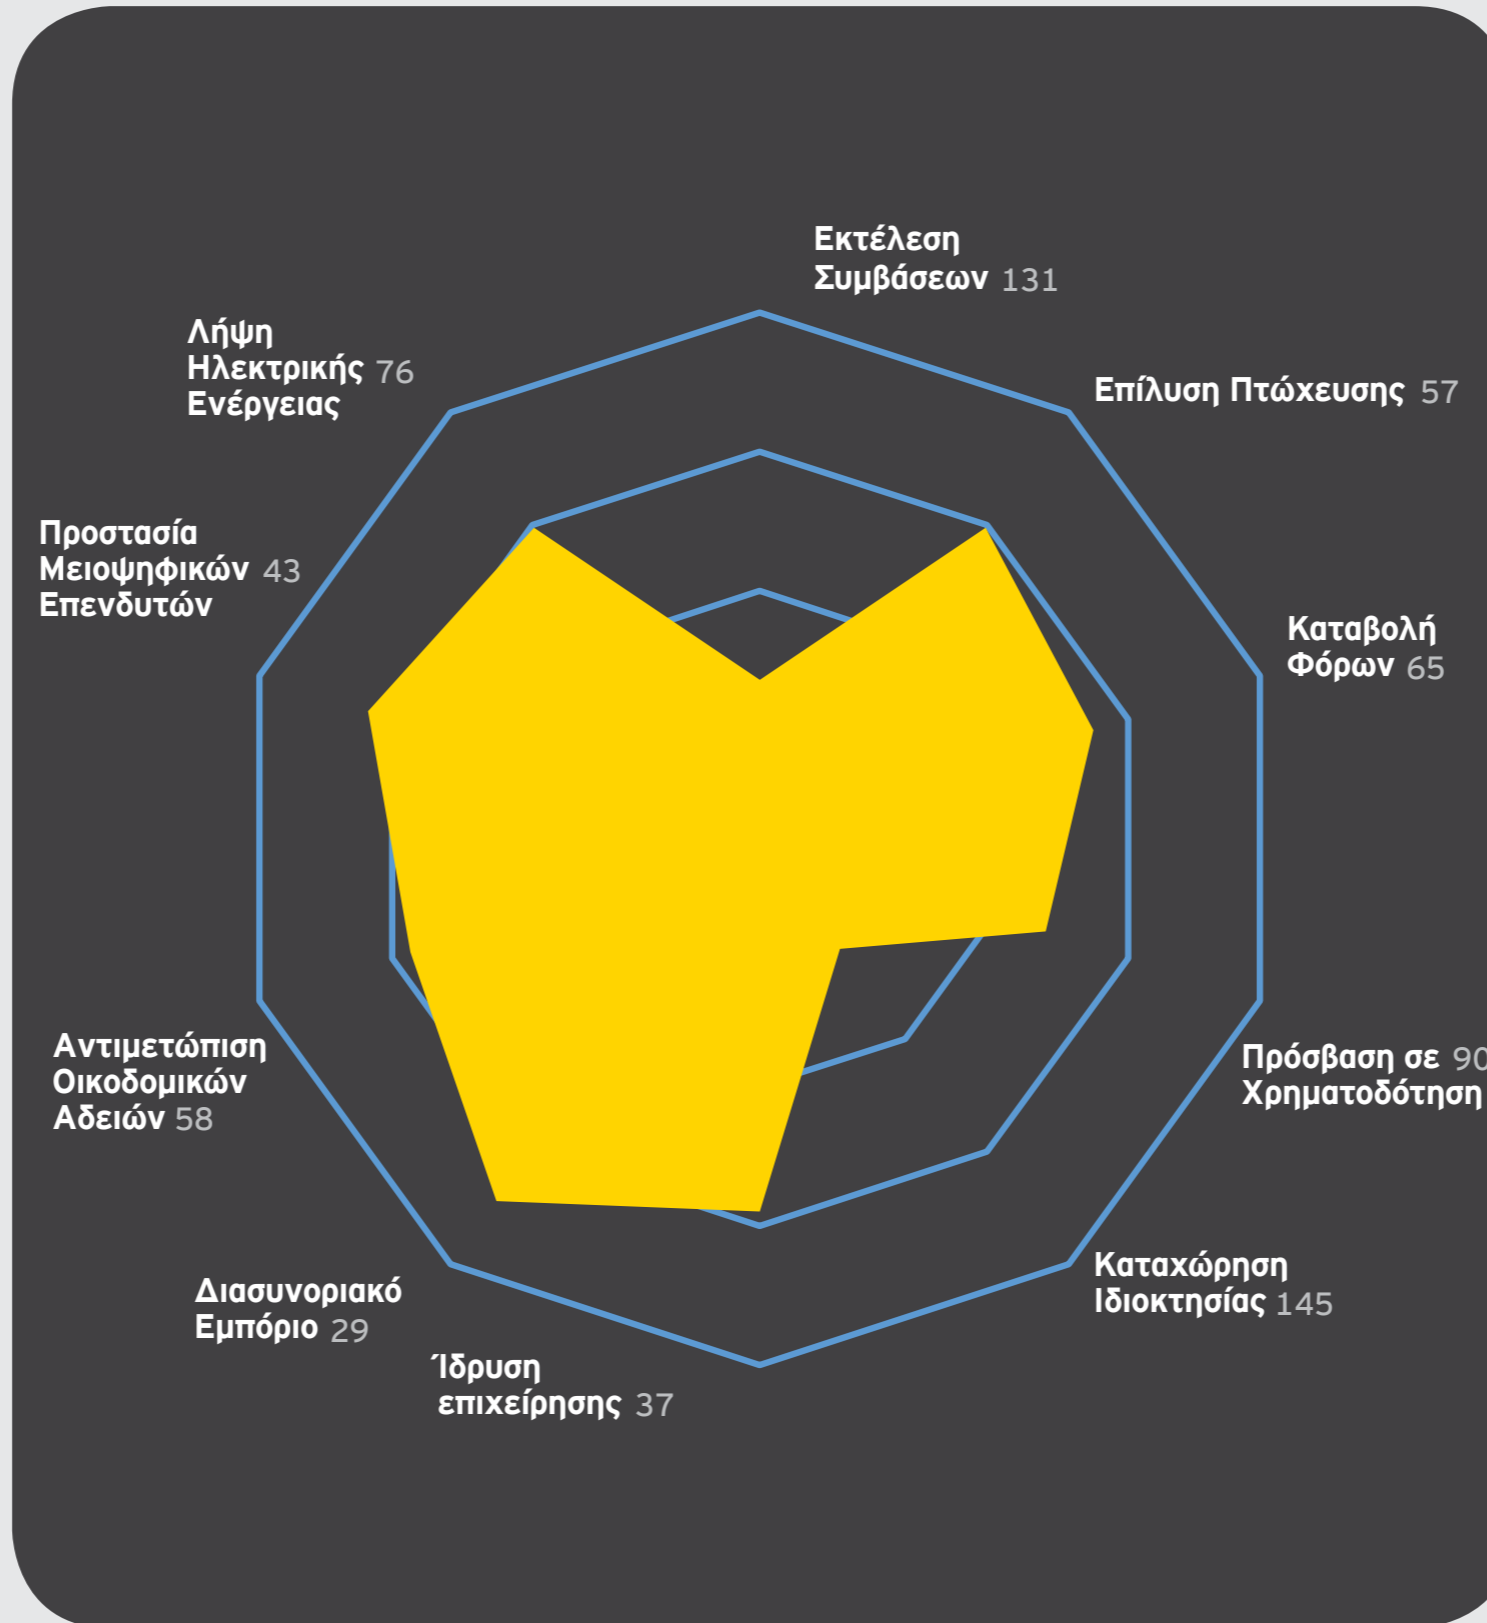 Εκτέλεση
Συμβάσεων 131
Επίλυση Πτώχευσης 57
Καταβολή
Φόρων 65
Πρόσβαση σε 90
Χρηματοδότηση
Καταχώρηση
Ιδιοκτησίας 145
Ίδρυση
επιχείρησης 37
Διασυνοριακό
Εμπόριο 29
Αντιμετώπιση
Οικοδομικών
Αδειών 58
Προστασία
Μειοψηφικών 43
Επενδυτών
Λήψη
Ηλεκτρικής 76
Ενέργειας